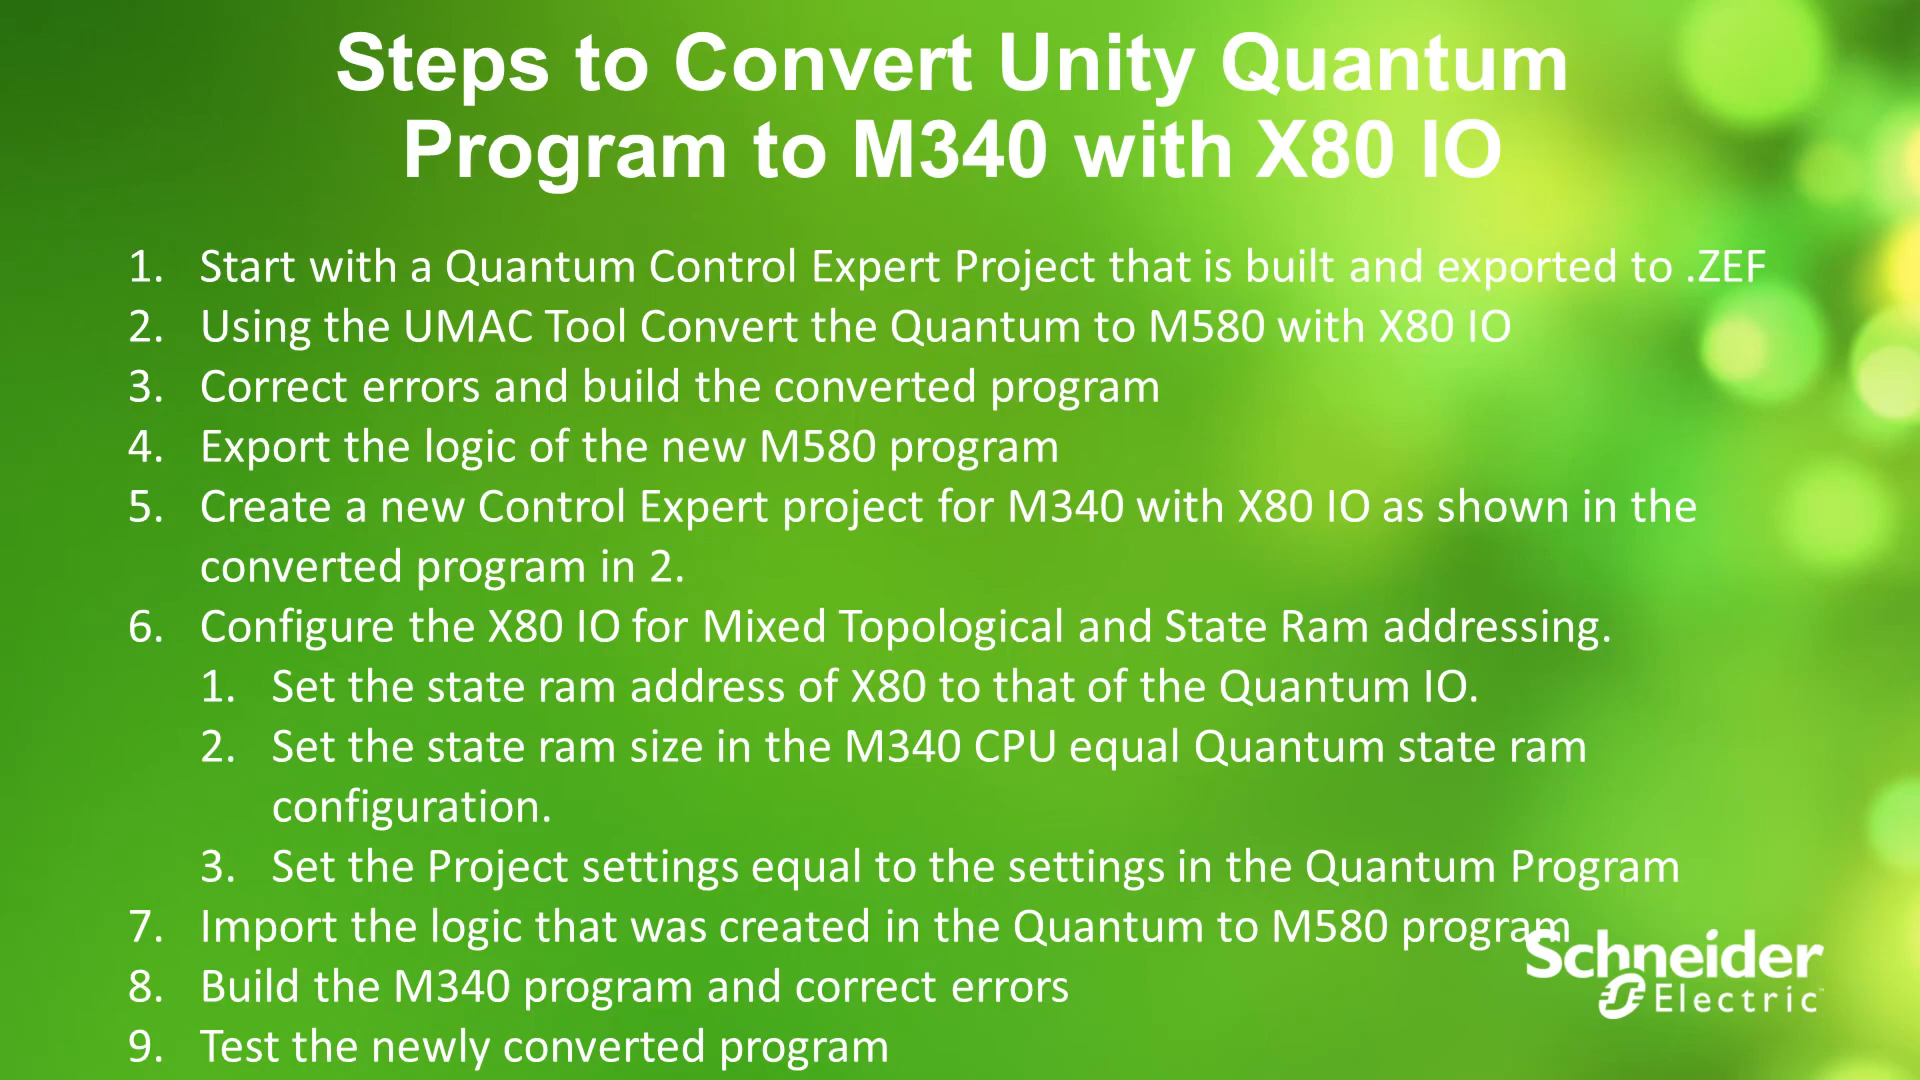 Steps to Convert Unity Quantum
Program to M340 with X80 IO
1. Start with a Quantum Control Expert Project that is built and exported to .ZEF
2. Using the UMAC Tool Convert the Quantum to M580 with X80 IO
3. Correct errors and build the converted program
4. Export the logic of the new M580 program
5. Create a new Control Expert project for M340 with X80 IO as shown in the
converted program in 2.
6. Configure the X80 IO for Mixed Topological and State Ram addressing.
1. Set the state ram address of X80 to that of the Quantum IO.
2. Set the state ram size in the M340 CPU equal Quantum state ram
configuration.
3. Set the Project settings equal to the settings in the Quantum Program
7. Import the logic that was created in the Quantum to M580 program
8. Build the M340 program and correct errors
9. Test the newly converted program
Schneider
Electric